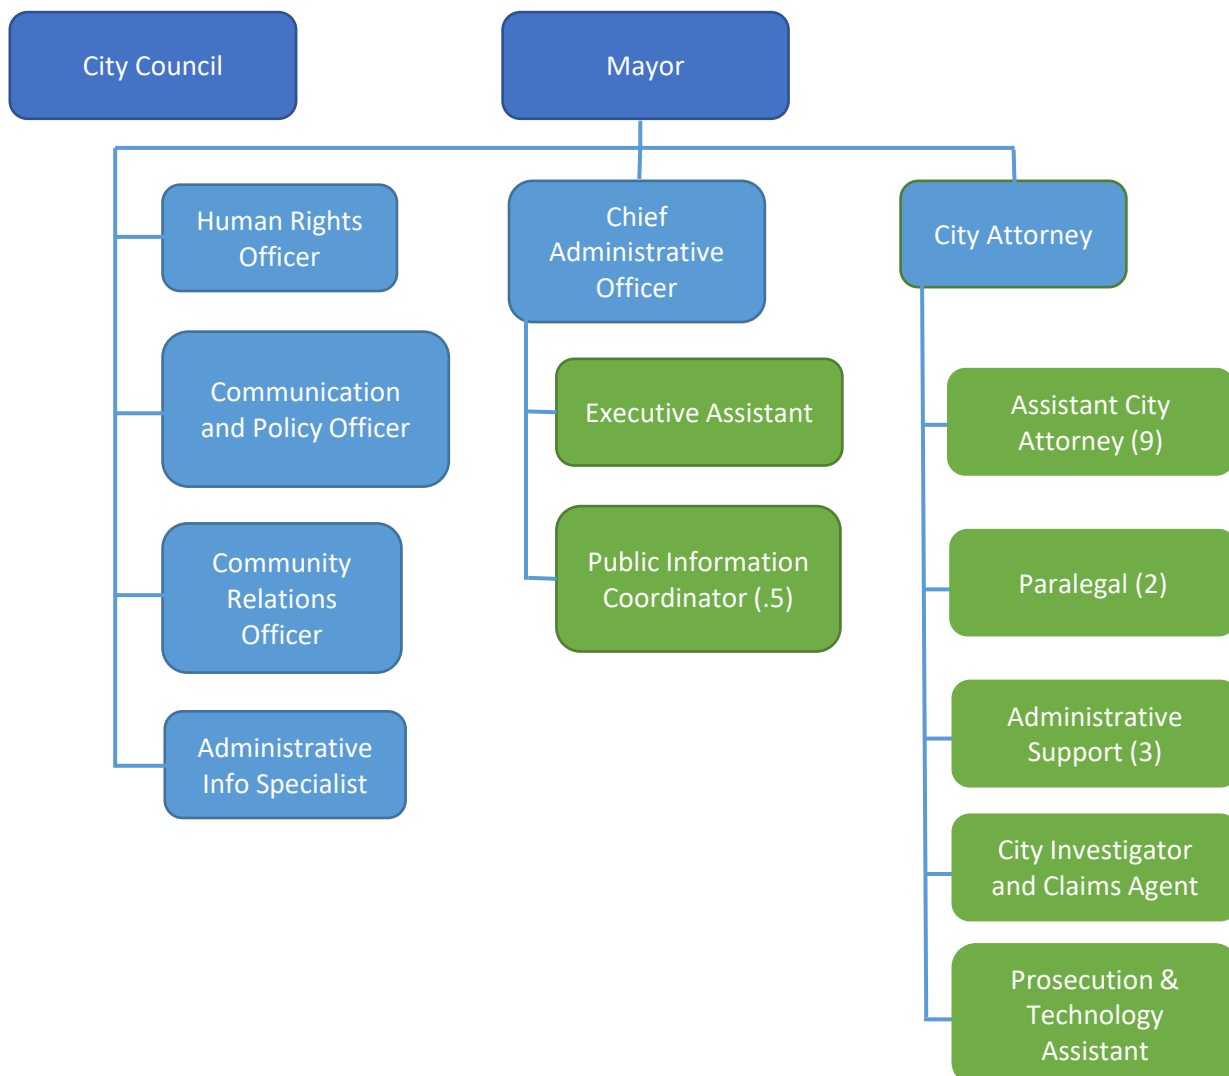 City Council
Mayor
Human Rights
Officer
Communication
and Policy Officer
Community
Relations
Officer
Administrative
Info Specialist
Chief
Administrative
Officer
Executive Assistant
Public Information
Coordinator (.5)
City Attorney
Assistant City
Attorney (9)
Paralegal (2)
Administrative
Support (3)
City Investigator
and Claims Agent
Prosecution &
Technology
Assistant